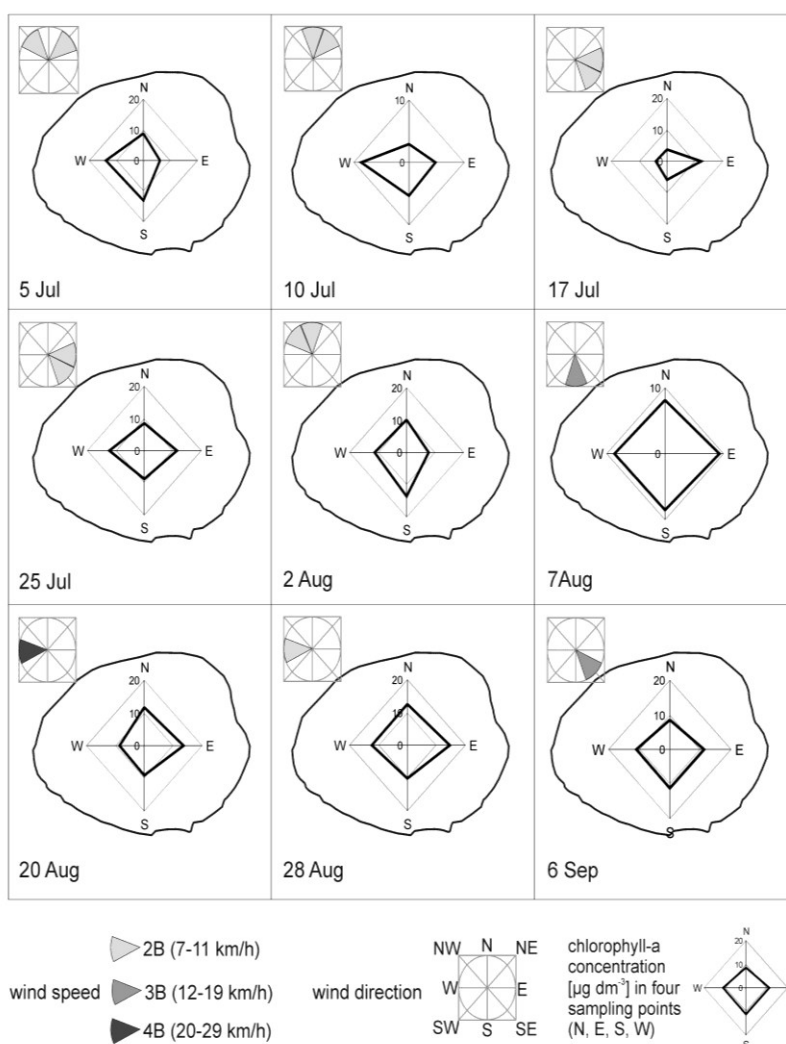 N
20
10
W
0
E
S
5 Jul
N
10
W
0
E
S
10 Jul
N
20
10
W
0
E
S
17 Jul
N
20
10
W
0
E
S
25 Jul
N
20
10
W
0
E
S
2 Aug
N
10
W
0
E
S
7Aug
N
20
10
W
0
E
S
20 Aug
N
20
10
W
0
E
S
28 Aug
N
20
10
W
0
E
S
6 Sep
wind speed
2B (7-11 km/h)
3B (12-19 km/h)
4B (20-29 km/h)
wind direction
NW N NE
W E
SW S SE
chlorophyll-a
concentration
[µg dm⁻³] in four
sampling points
(N, E, S, W)
N
20
10
W
0
E
S